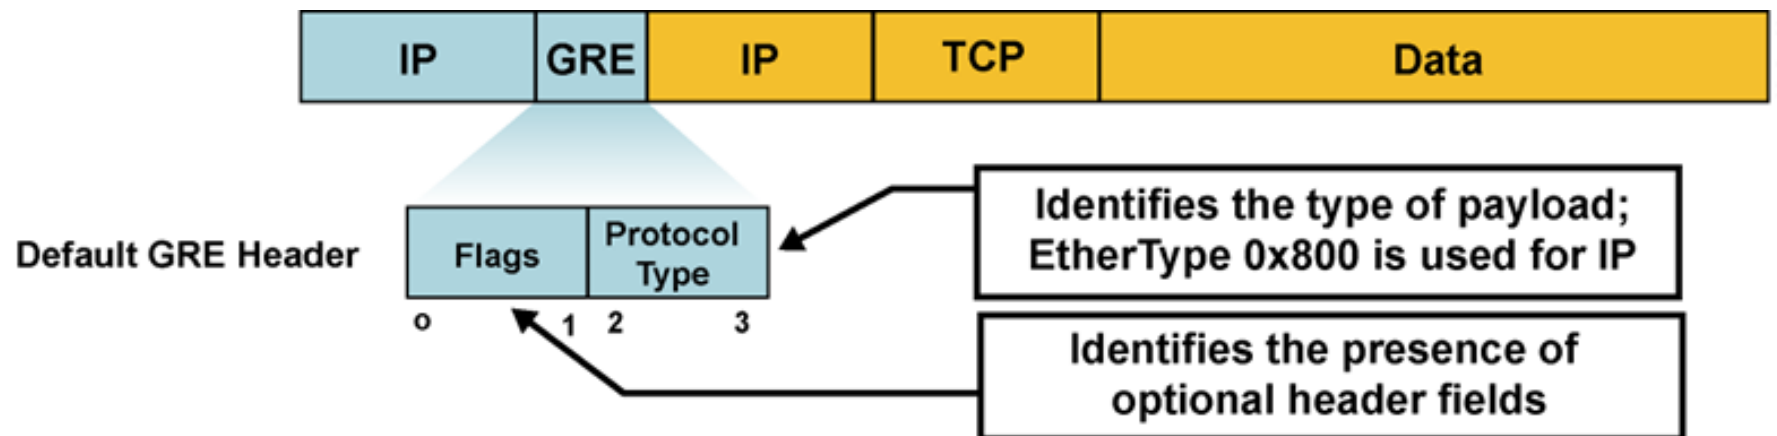 IP GRE IP TCP Data
Identifies the type of payload;
EtherType 0x800 is used for IP
Default GRE Header
Flags
Protocol
Type
o 1 2 3
Identifies the presence of
optional header fields